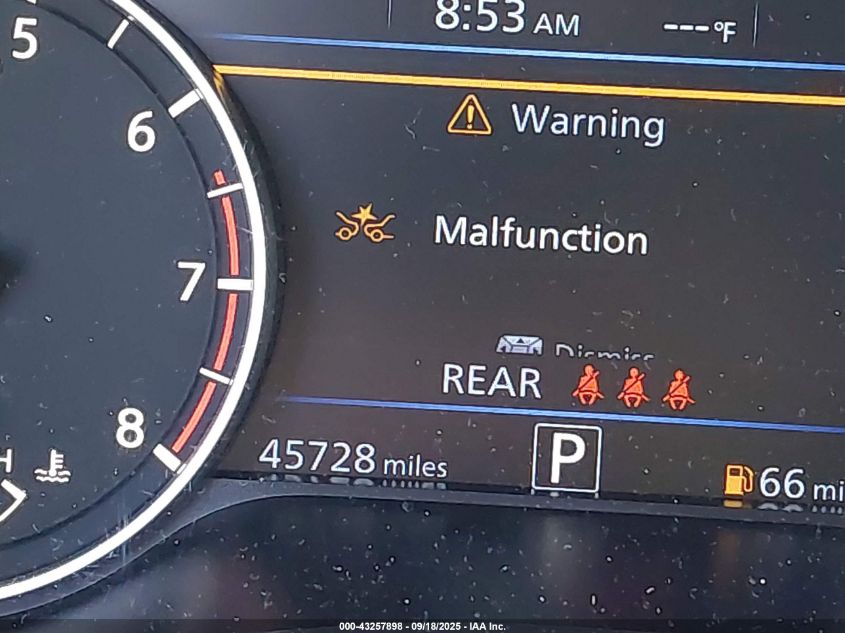 5
8:53 AM
---°F
6
Warning
Malfunction
7
Dismiss
REAR
8
H
45728 miles
P
66 mi
000-43257898 - 09/18/2025 - IAA Inc.